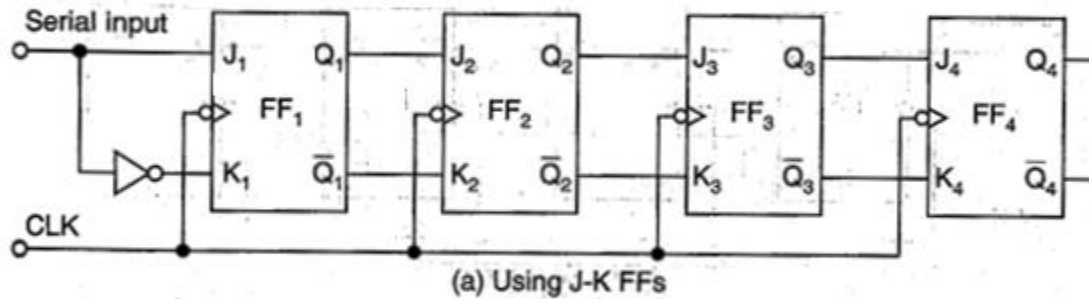 Serial input
J₁ Q₁ J₂ Q₂ J₃ Q₃ J₄ Q₄
FF₁ FF₂ FF₃ FF₄
K₁ Q̅₁ K₂ Q̅₂ K₃ Q̅₃ K₄ Q̅₄
CLK
(a) Using J-K FFs